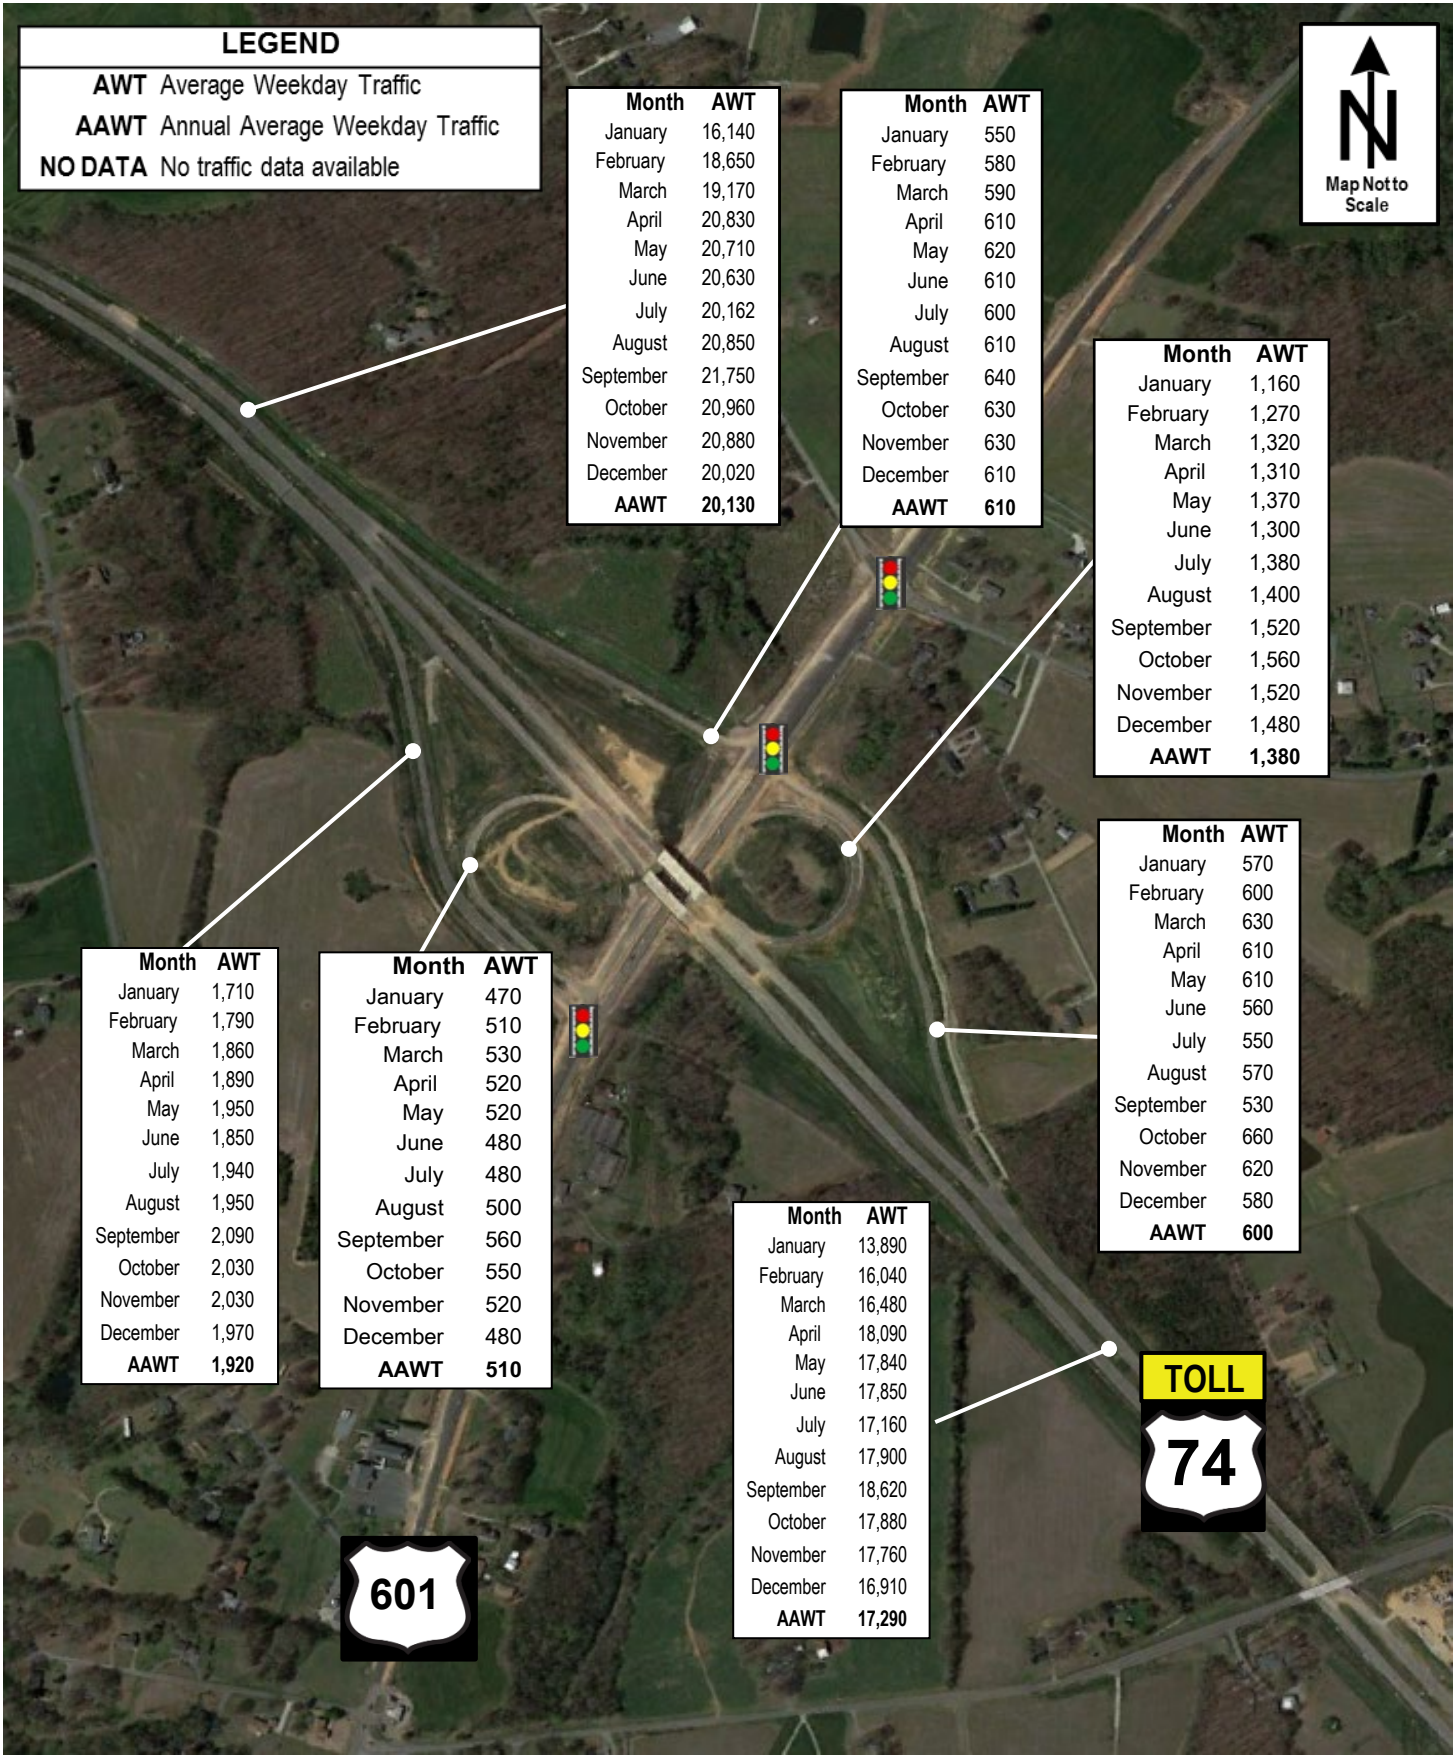 LEGEND
AWT Average Weekday Traffic
AAWT Annual Average Weekday Traffic
NO DATA No traffic data available
N
Map Not to
Scale
Month AWT
January 16,140
February 18,650
March 19,170
April 20,830
May 20,710
June 20,630
July 20,162
August 20,850
September 21,750
October 20,960
November 20,880
December 20,020
AAWT 20,130
Month AWT
January 550
February 580
March 590
April 610
May 620
June 610
July 600
August 610
September 640
October 630
November 630
December 610
AAWT 610
Month AWT
January 1,160
February 1,270
March 1,320
April 1,310
May 1,370
June 1,300
July 1,380
August 1,400
September 1,520
October 1,560
November 1,520
December 1,480
AAWT 1,380
Month AWT
January 570
February 600
March 630
April 610
May 610
June 560
July 550
August 570
September 530
October 660
November 620
December 580
AAWT 600
Month AWT
January 1,710
February 1,790
March 1,860
April 1,890
May 1,950
June 1,850
July 1,940
August 1,950
September 2,090
October 2,030
November 2,030
December 1,970
AAWT 1,920
Month AWT
January 470
February 510
March 530
April 520
May 520
June 480
July 480
August 500
September 560
October 550
November 520
December 480
AAWT 510
Month AWT
January 13,890
February 16,040
March 16,480
April 18,090
May 17,840
June 17,850
July 17,160
August 17,900
September 18,620
October 17,880
November 17,760
December 16,910
AAWT 17,290
TOLL
74
601